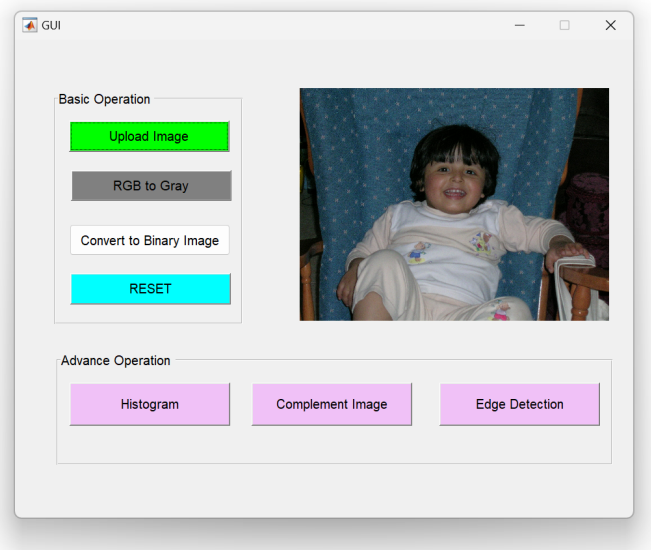 GUI
Basic Operation
Upload Image
RGB to Gray
Convert to Binary Image
RESET
Advance Operation
Histogram
Complement Image
Edge Detection